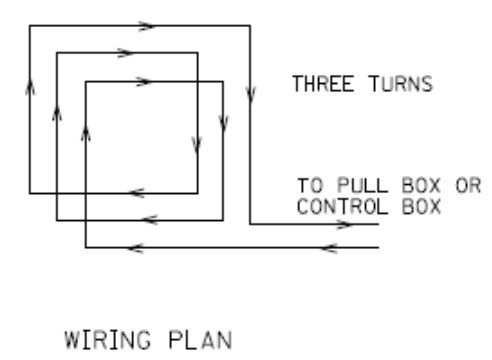 THREE TURNS
TO PULL BOX OR
CONTROL BOX
WIRING PLAN